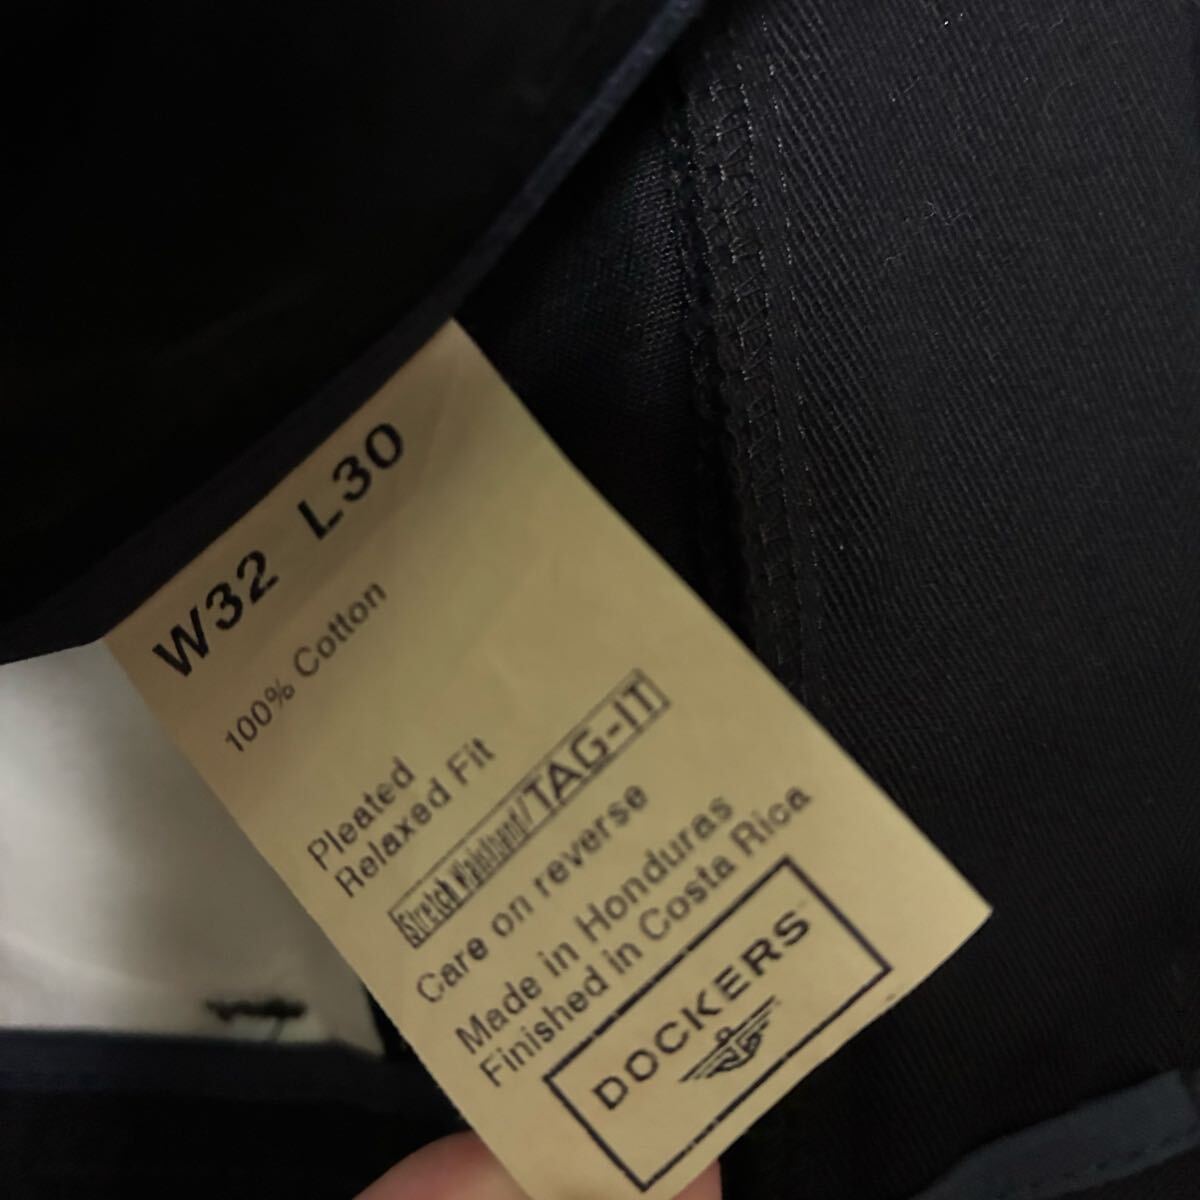 W32 L30
100% Cotton
Pleated
Relaxed Fit
Stretch Waistband/TAG-IT
Care on reverse
Made in Honduras
Finished in Costa Rica
DOCKERS